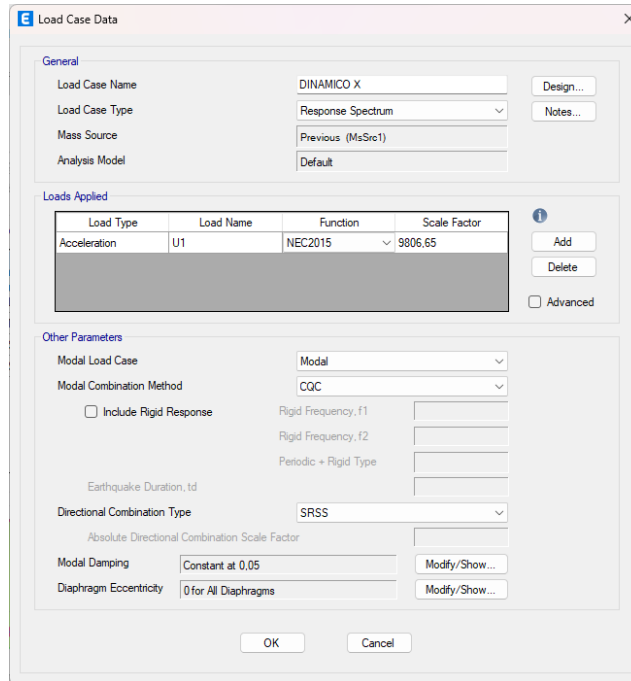 E Load Case Data
General
Load Case Name DINAMICO X Design...
Load Case Type Response Spectrum Notes...
Mass Source Previous (MsSrc1)
Analysis Model Default
Loads Applied
Load Type Load Name Function Scale Factor
Acceleration U1 NEC2015 9806,65 Add
Delete
Advanced
Other Parameters
Modal Load Case Modal
Modal Combination Method CQC
Include Rigid Response Rigid Frequency, f1
Rigid Frequency, f2
Periodic + Rigid Type
Earthquake Duration, td
Directional Combination Type SRSS
Absolute Directional Combination Scale Factor
Modal Damping Constant at 0,05 Modify/Show...
Diaphragm Eccentricity 0 for All Diaphragms Modify/Show...
OK Cancel